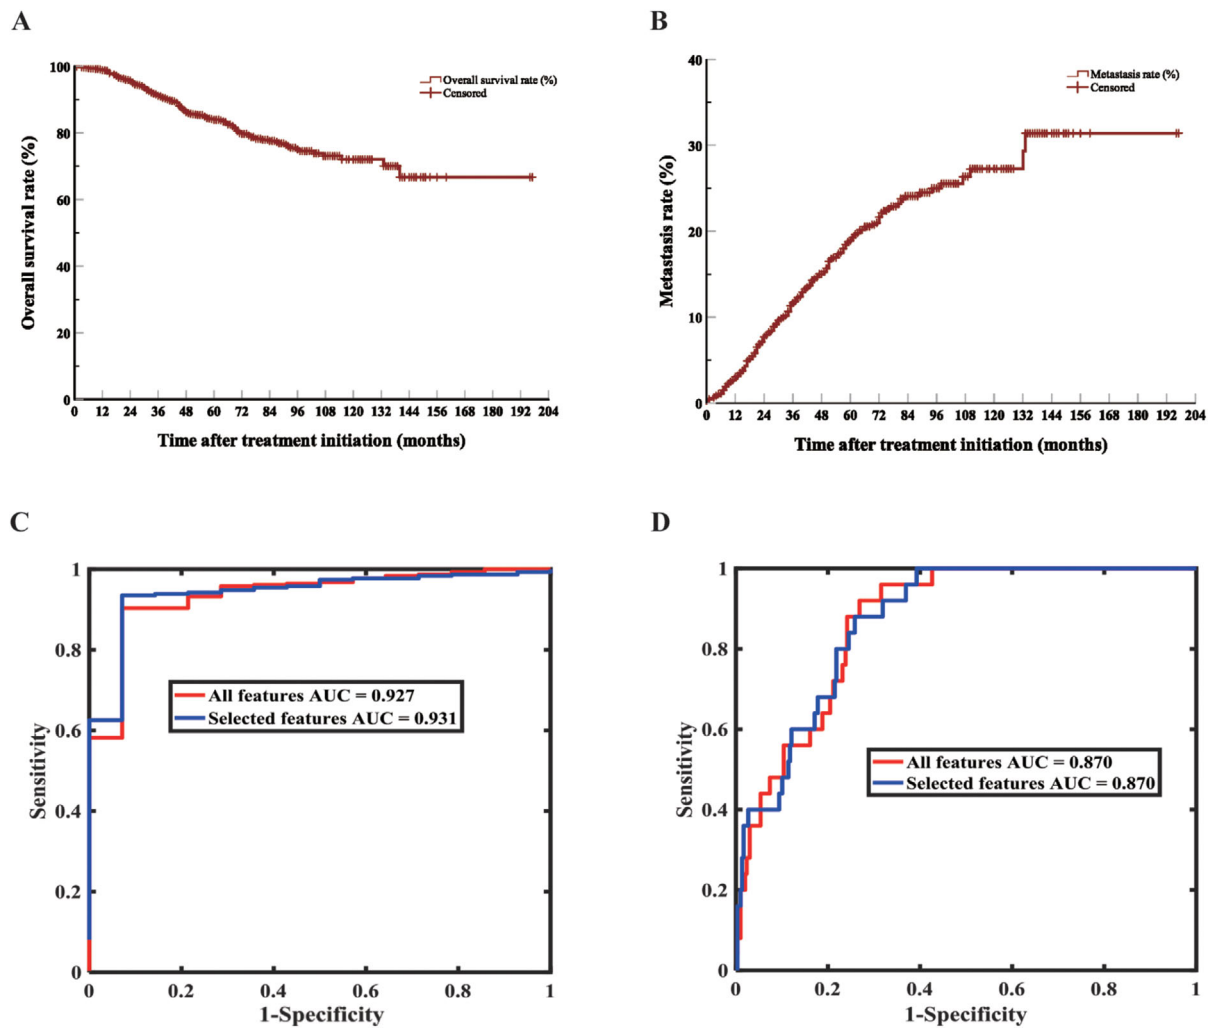 A
Overall survival rate (%)
Censored
100
80
60
40
20
0
0 12 24 36 48 60 72 84 96 108 120 132 144 156 168 180 192 204
Overall survival rate (%)
Time after treatment initiation (months)
B
Metastasis rate (%)
Censored
40
30
20
10
0
0 12 24 36 48 60 72 84 96 108 120 132 144 156 168 180 192 204
Metastasis rate (%)
Time after treatment initiation (months)
C
All features AUC = 0.927
Selected features AUC = 0.931
1
0.8
0.6
0.4
0.2
0
0 0.2 0.4 0.6 0.8 1
Sensitivity
1-Specificity
D
All features AUC = 0.870
Selected features AUC = 0.870
1
0.8
0.6
0.4
0.2
0
0 0.2 0.4 0.6 0.8 1
Sensitivity
1-Specificity